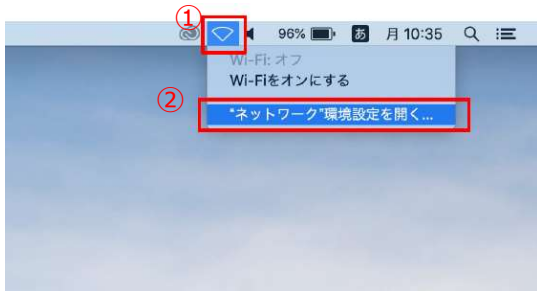 ①
96% あ 月 10:35
Wi-Fi: オフ
Wi-Fiをオンにする
②
“ネットワーク”環境設定を開く...